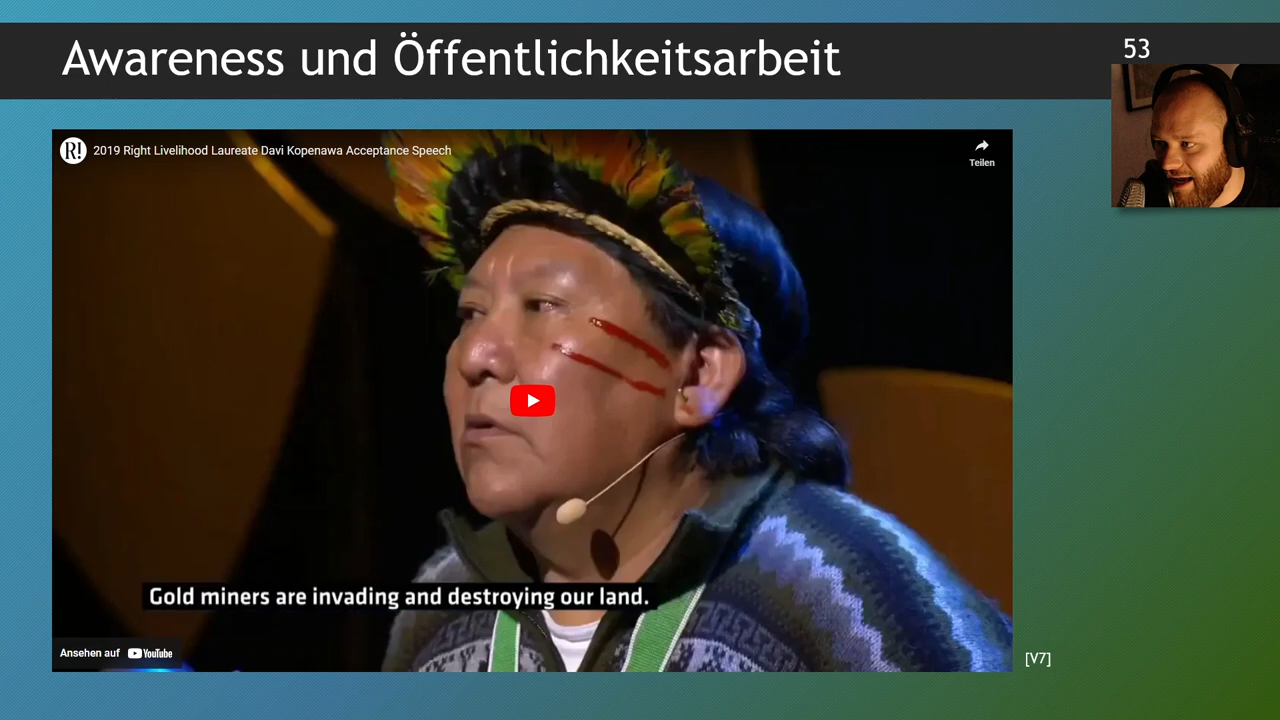 Awareness und Öffentlichkeitsarbeit
53
R!
2019 Right Livelihood Laureate Davi Kopenawa Acceptance Speech
Teilen
Gold miners are invading and destroying our land.
Ansehen auf YouTube
[V7]